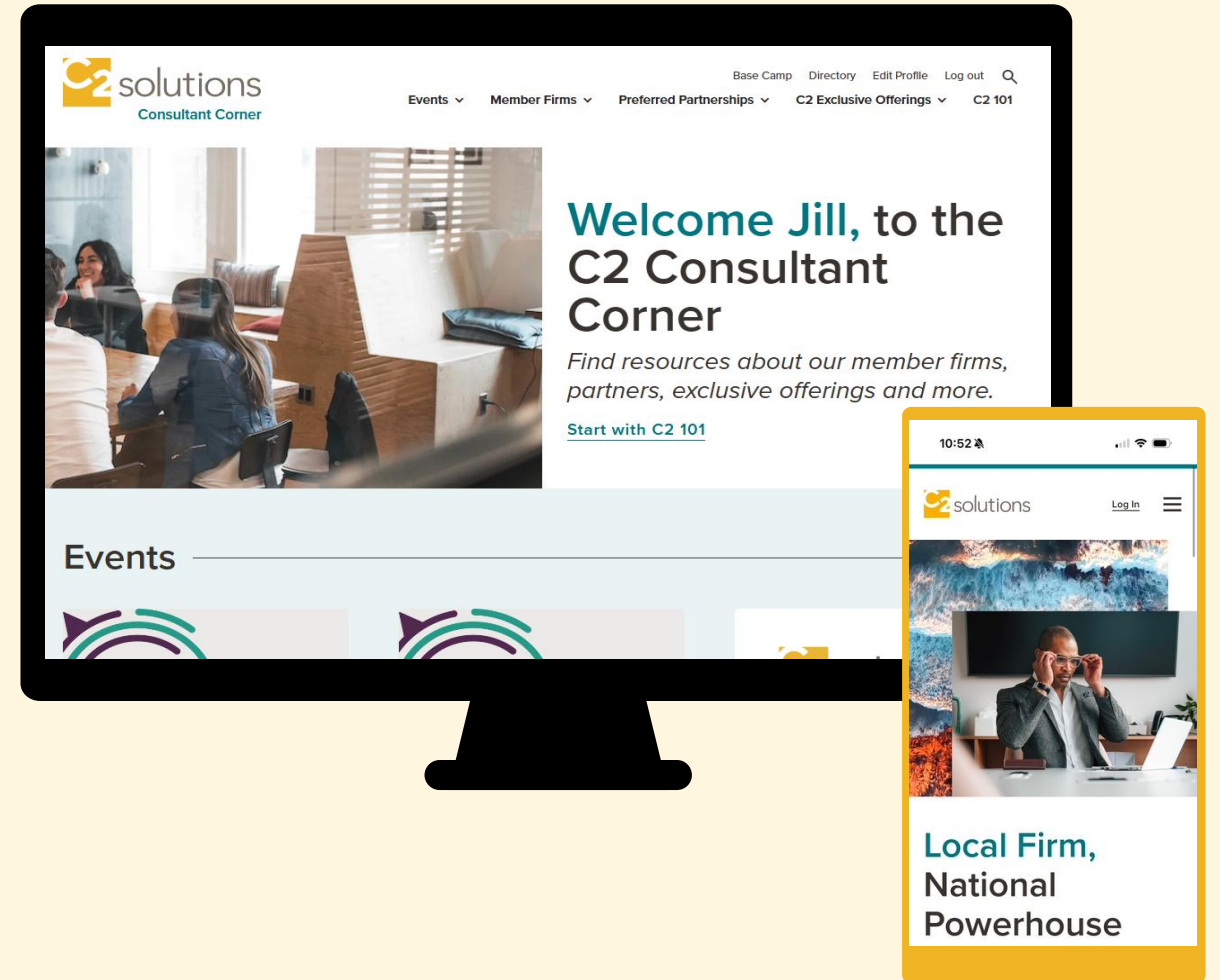 C2 solutions
Consultant Corner
Base Camp Directory Edit Profile Log out
Events Member Firms Preferred Partnerships C2 Exclusive Offerings C2 101
Welcome Jill, to the
C2 Consultant
Corner
Find resources about our member firms,
partners, exclusive offerings and more.
Start with C2 101
Events
10:52
C2 solutions
Log In
Local Firm,
National
Powerhouse